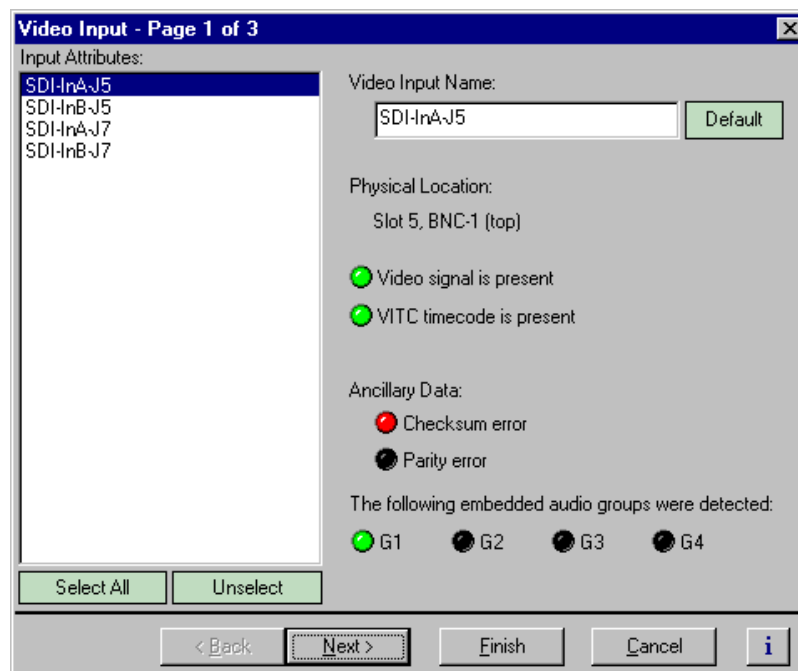 Video Input - Page 1 of 3
Input Attributes:
SDI-InA-J5
SDI-InB-J5
SDI-InA-J7
SDI-InB-J7
Select All
Unselect
Video Input Name:
SDI-InA-J5
Default
Physical Location:
Slot 5, BNC-1 (top)
Video signal is present
VITC timecode is present
Ancillary Data:
Checksum error
Parity error
The following embedded audio groups were detected:
G1 G2 G3 G4
< Back Next > Finish Cancel i